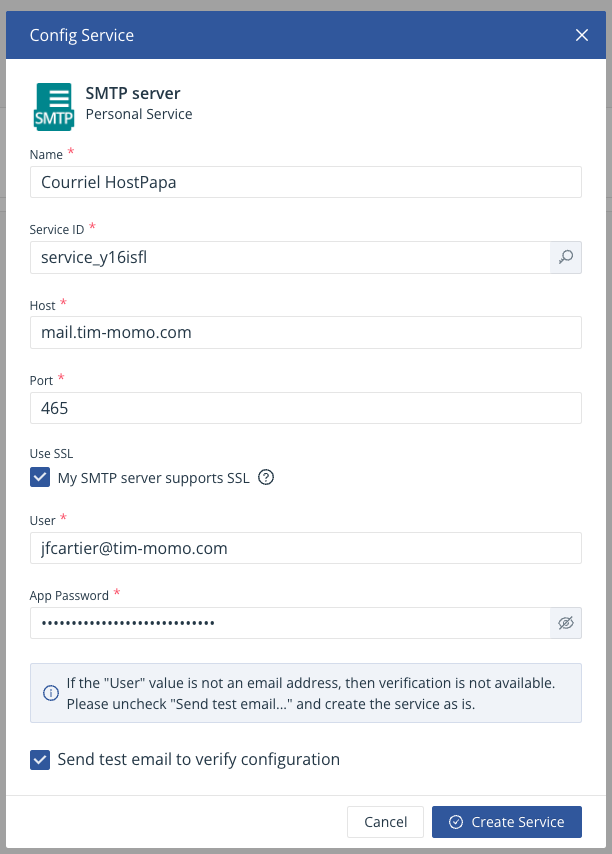 Config Service
SMTP
SMTP server
Personal Service
Name *
Courriel HostPapa
Service ID *
service_y16isfl
Host *
mail.tim-momo.com
Port *
465
Use SSL
My SMTP server supports SSL ?
User *
jfcartier@tim-momo.com
App Password *
•••••••••••••••••••••••••••••
If the "User" value is not an email address, then verification is not available.
Please uncheck "Send test email..." and create the service as is.
Send test email to verify configuration
Cancel
Create Service